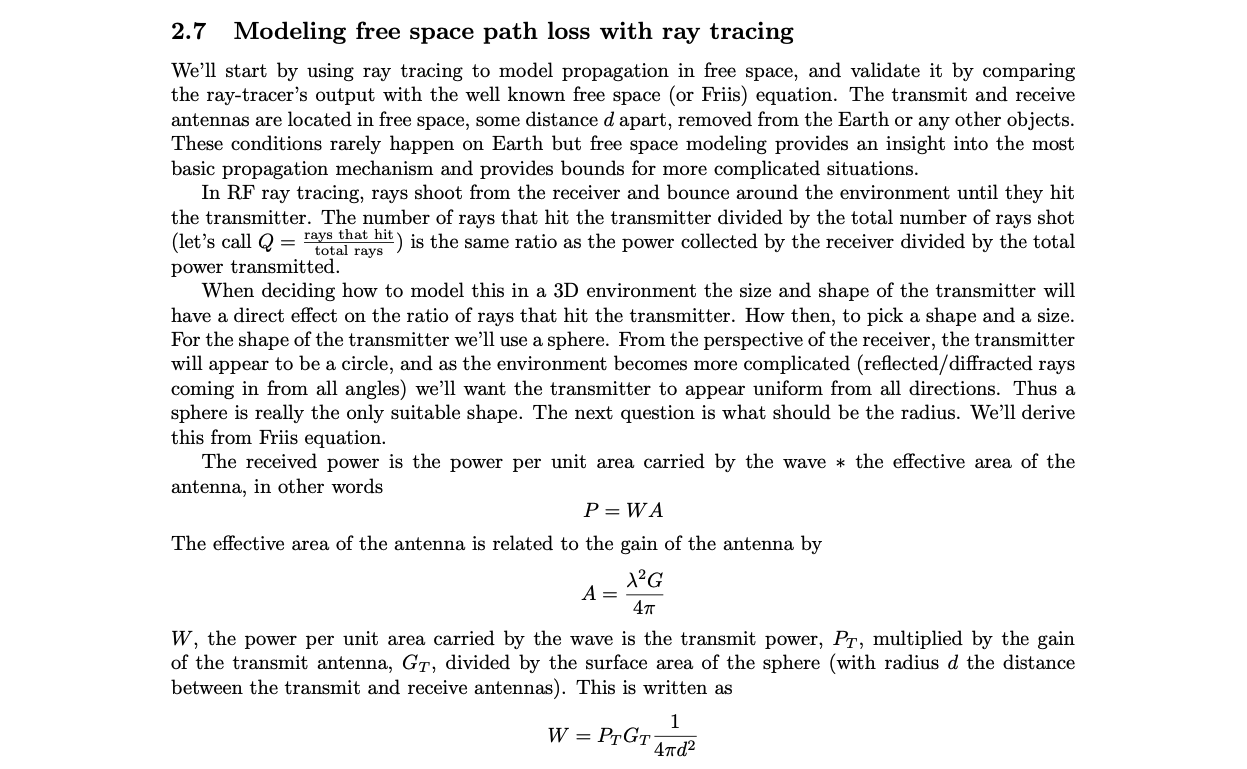 2.7 Modeling free space path loss with ray tracing
We'll start by using ray tracing to model propagation in free space, and validate it by comparing
the ray-tracer's output with the well known free space (or Friis) equation. The transmit and receive
antennas are located in free space, some distance d apart, removed from the Earth or any other objects.
These conditions rarely happen on Earth but free space modeling provides an insight into the most
basic propagation mechanism and provides bounds for more complicated situations.
In RF ray tracing, rays shoot from the receiver and bounce around the environment until they hit
the transmitter. The number of rays that hit the transmitter divided by the total number of rays shot
(let's call Q = \frac{rays that hit}{total rays}) is the same ratio as the power collected by the receiver divided by the total
power transmitted.
When deciding how to model this in a 3D environment the size and shape of the transmitter will
have a direct effect on the ratio of rays that hit the transmitter. How then, to pick a shape and a size.
For the shape of the transmitter we'll use a sphere. From the perspective of the receiver, the transmitter
will appear to be a circle, and as the environment becomes more complicated (reflected/diffracted rays
coming in from all angles) we'll want the transmitter to appear uniform from all directions. Thus a
sphere is really the only suitable shape. The next question is what should be the radius. We'll derive
this from Friis equation.
The received power is the power per unit area carried by the wave * the effective area of the
antenna, in other words
P = WA
The effective area of the antenna is related to the gain of the antenna by
A = \frac{λ²G}{4π}
W, the power per unit area carried by the wave is the transmit power, P_T, multiplied by the gain
of the transmit antenna, G_T, divided by the surface area of the sphere (with radius d the distance
between the transmit and receive antennas). This is written as
W = P_T G_T \frac{1}{4πd²}